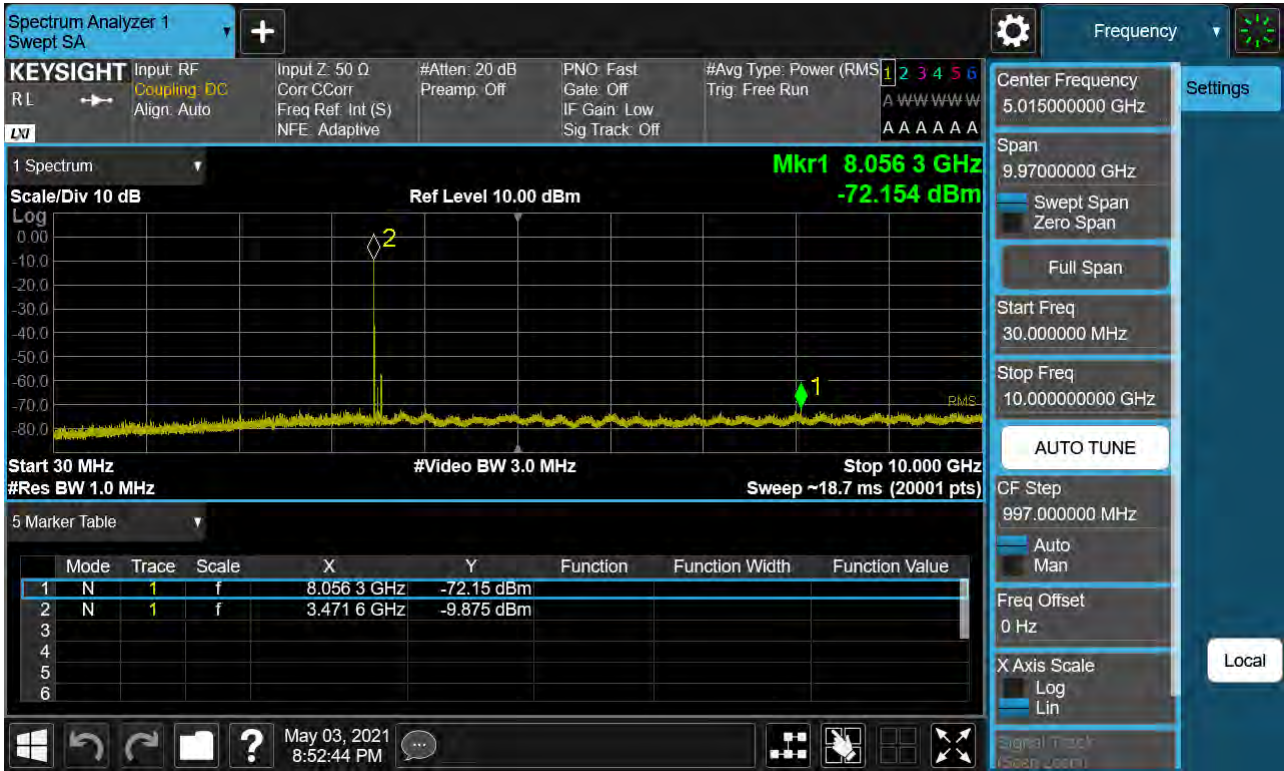 Spectrum Analyzer 1
Swept SA
+
Frequency
KEYSIGHT
RL
LXI
Input: RF
Coupling: DC
Align: Auto
Input Z: 50 Ω
Corr CCorr
Freq Ref: Int (S)
NFE: Adaptive
#Atten: 20 dB
Preamp: Off
PNO: Fast
Gate: Off
IF Gain: Low
Sig Track: Off
#Avg Type: Power (RMS
Trig: Free Run
1 2 3 4 5 6
A W W W W W
A A A A A A
1 Spectrum
Mkr1 8.056 3 GHz
-72.154 dBm
Scale/Div 10 dB
Ref Level 10.00 dBm
Log
0.00
-10.0
-20.0
-30.0
-40.0
-50.0
-60.0
-70.0
-80.0
2
1
RMS
Start 30 MHz
#Video BW 3.0 MHz
Stop 10.000 GHz
#Res BW 1.0 MHz
Sweep ~18.7 ms (20001 pts)
5 Marker Table
Mode Trace Scale X Y Function Function Width Function Value
1 N 1 f 8.056 3 GHz -72.15 dBm
2 N 1 f 3.471 6 GHz -9.875 dBm
3
4
5
6
?
May 03, 2021
8:52:44 PM
Center Frequency
5.015000000 GHz
Settings
Span
9.97000000 GHz
Swept Span
Zero Span
Full Span
Start Freq
30.000000 MHz
Stop Freq
10.000000000 GHz
AUTO TUNE
CF Step
997.000000 MHz
Auto
Man
Freq Offset
0 Hz
X Axis Scale
Log
Lin
Local
Signal Track
(Span Zoom)